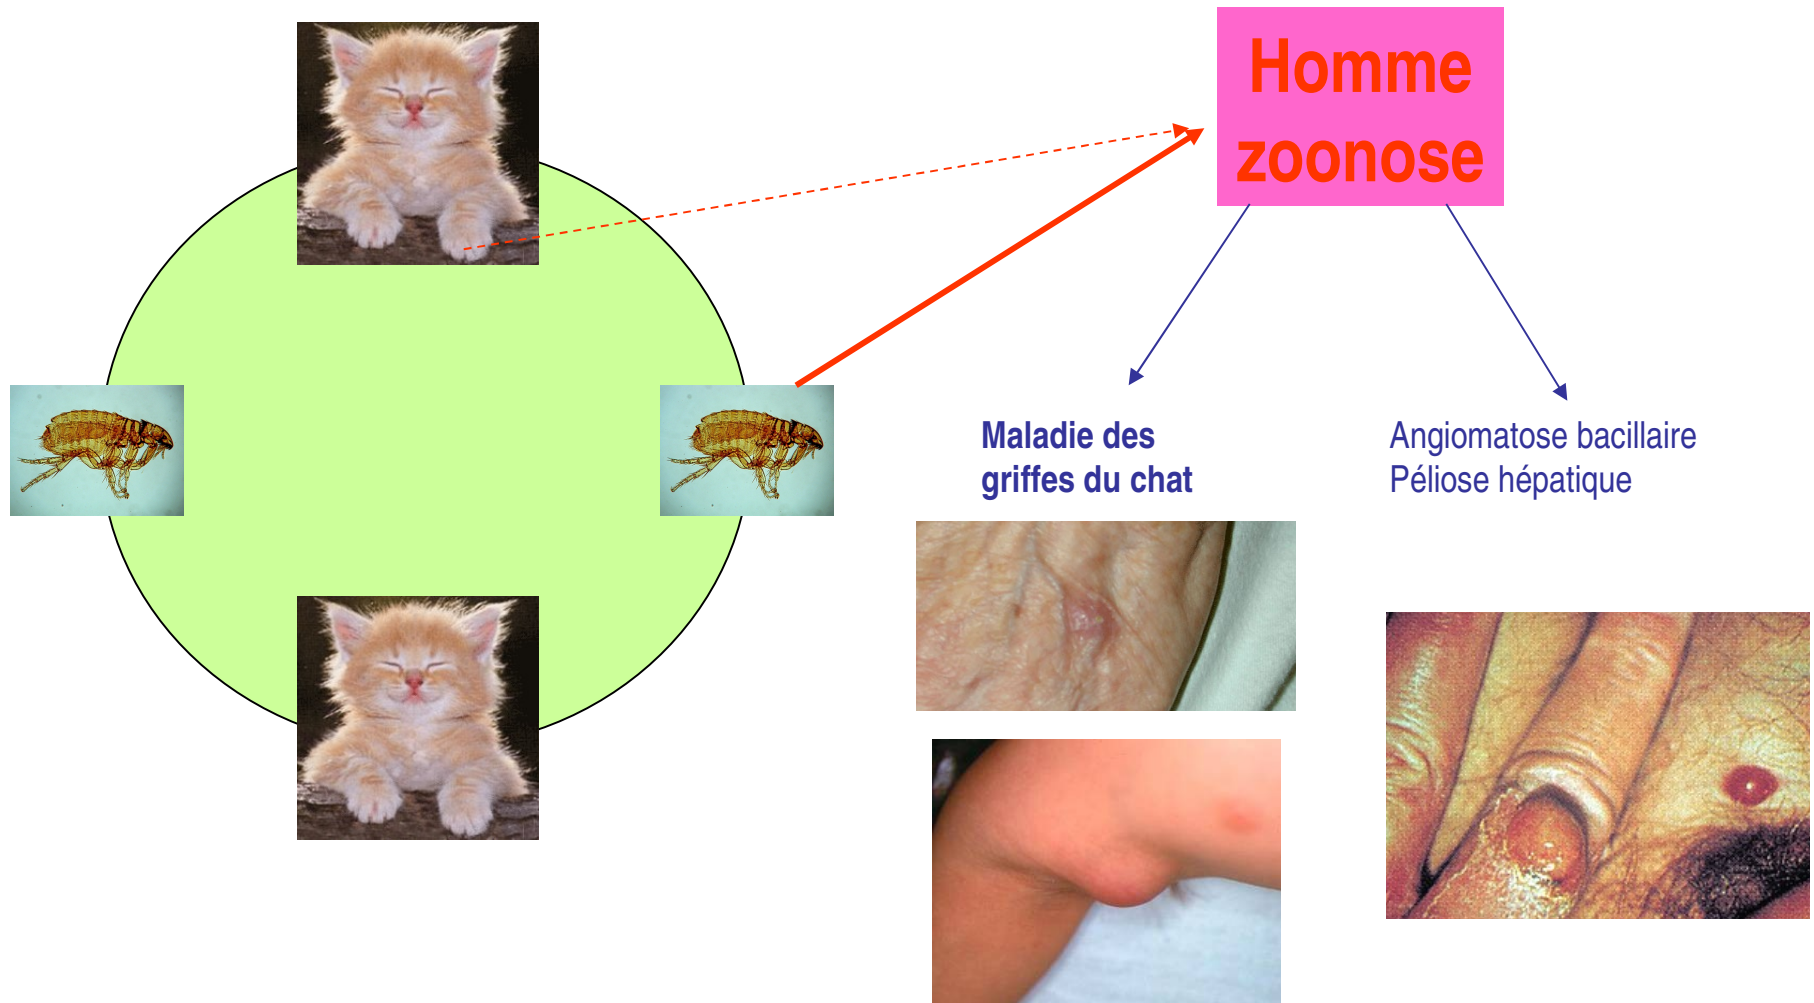 Homme
zoonose
Maladie des
griffes du chat
Angiomatose bacillaire
Péliose hépatique